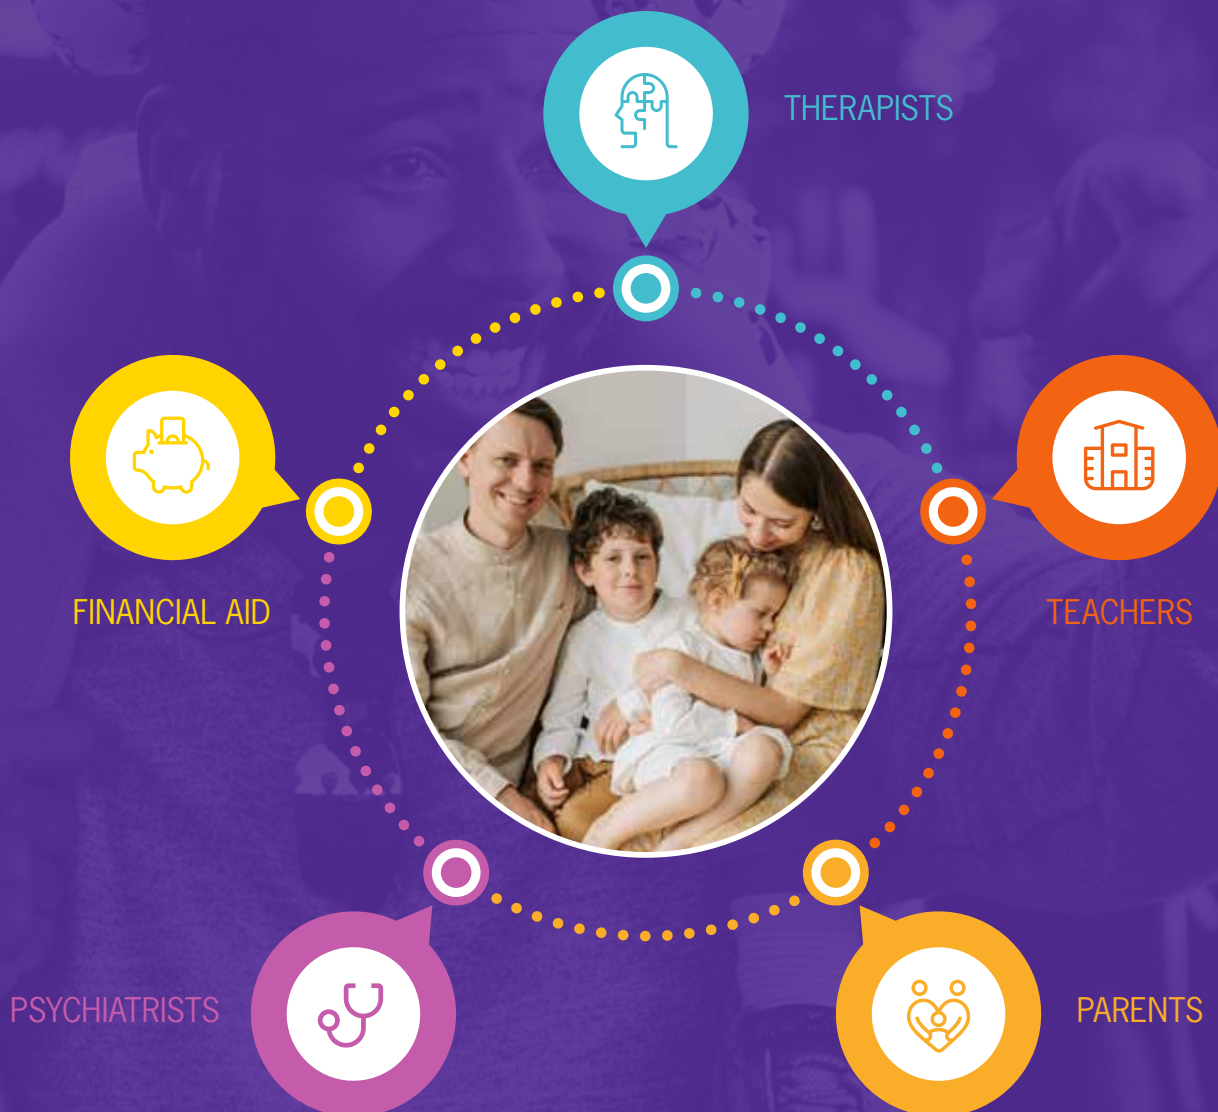 THERAPISTS
FINANCIAL AID
TEACHERS
PSYCHIATRISTS
PARENTS